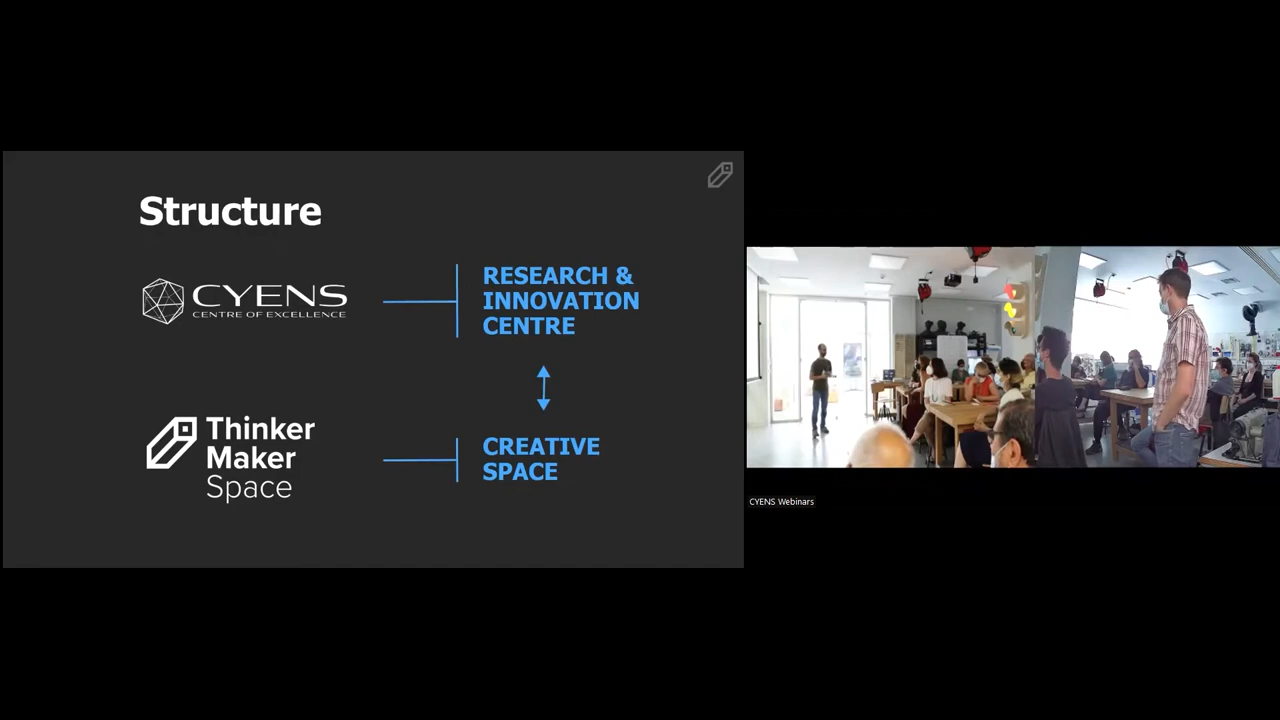 Structure
CYENS
CENTRE OF EXCELLENCE
RESEARCH &
INNOVATION
CENTRE
Thinker
Maker
Space
CREATIVE
SPACE
CYENS Webinars